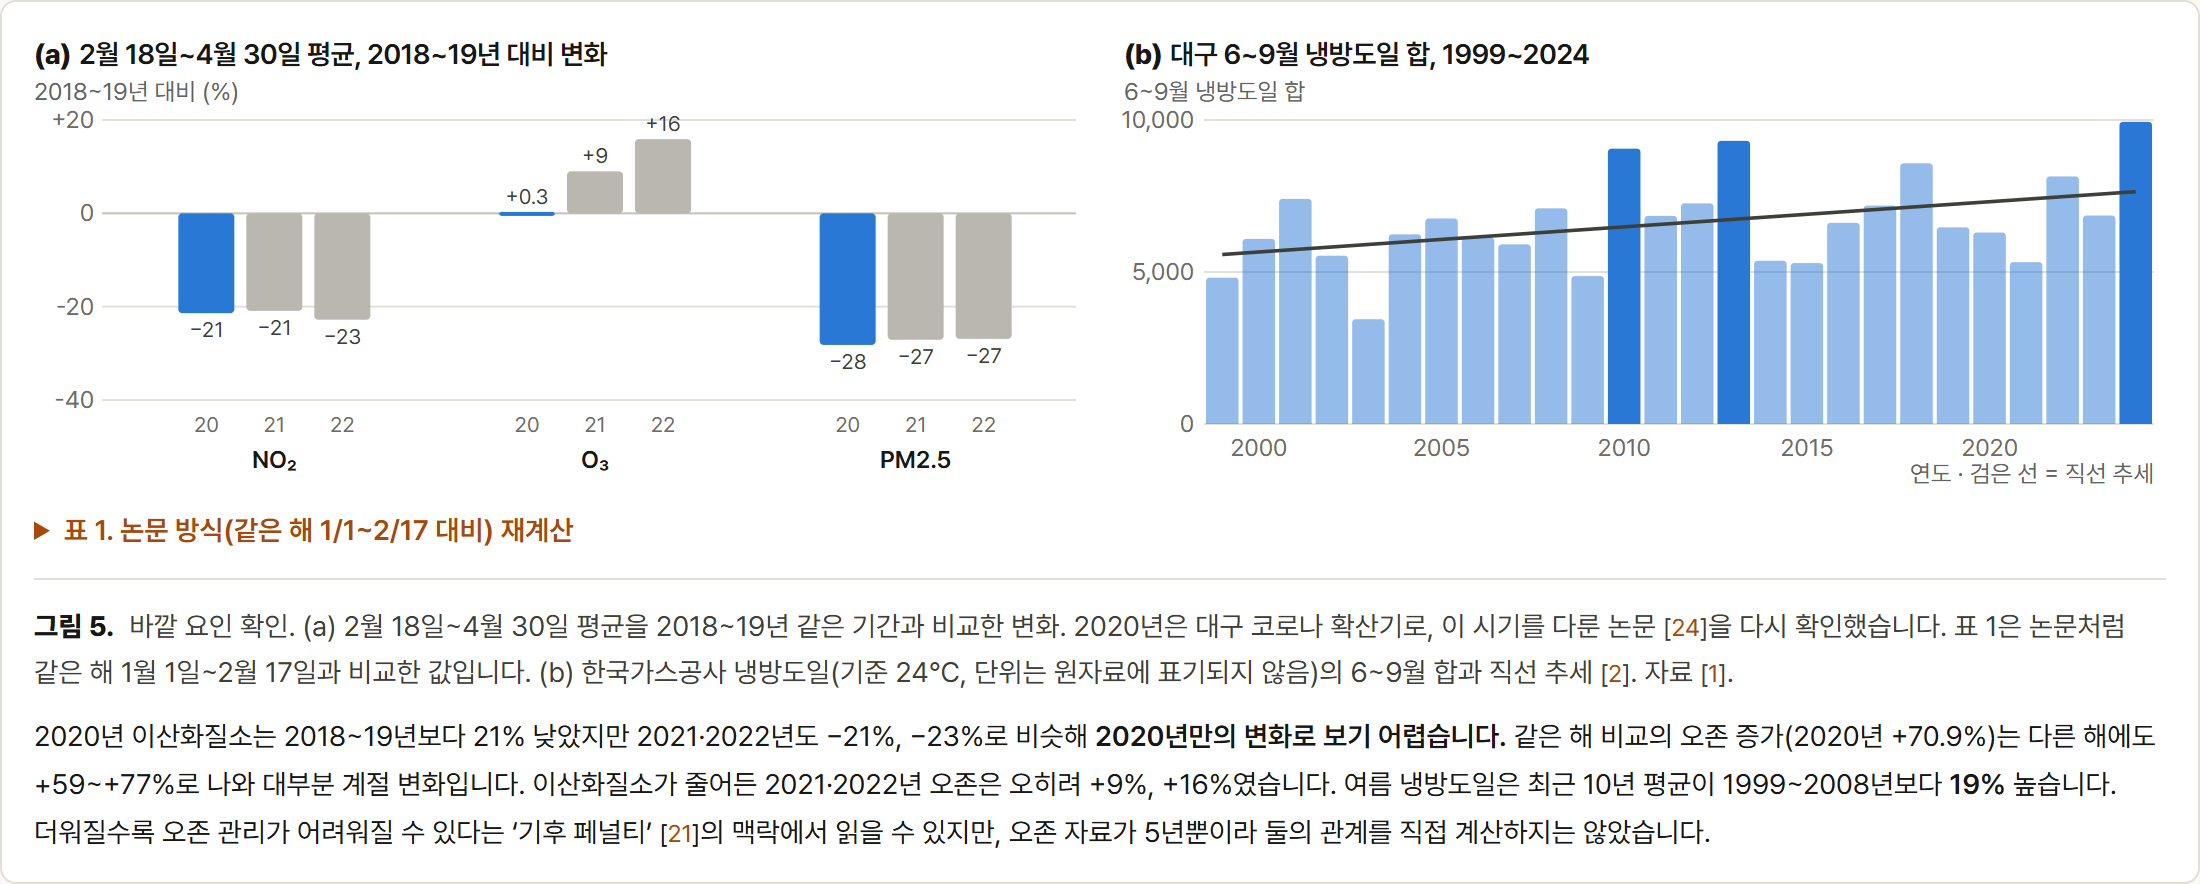 (a) 2월 18일~4월 30일 평균, 2018~19년 대비 변화
2018~19년 대비 (%)
+20
0
-20
-40
−21
−21
−23
+0.3
+9
+16
−28
−27
−27
20 21 22
20 21 22
20 21 22
NO₂
O₃
PM2.5
(b) 대구 6~9월 냉방도일 합, 1999~2024
6~9월 냉방도일 합
10,000
5,000
0
2000 2005 2010 2015 2020
연도 · 검은 선 = 직선 추세
▶ 표 1. 논문 방식(같은 해 1/1~2/17 대비) 재계산
그림 5. 바깥 요인 확인. (a) 2월 18일~4월 30일 평균을 2018~19년 같은 기간과 비교한 변화. 2020년은 대구 코로나 확산기로, 이 시기를 다룬 논문 [24]을 다시 확인했습니다. 표 1은 논문처럼
같은 해 1월 1일~2월 17일과 비교한 값입니다. (b) 한국가스공사 냉방도일(기준 24°C, 단위는 원자료에 표기되지 않음)의 6~9월 합과 직선 추세 [2]. 자료 [1].
2020년 이산화질소는 2018~19년보다 21% 낮았지만 2021·2022년도 −21%, −23%로 비슷해 2020년만의 변화로 보기 어렵습니다. 같은 해 비교의 오존 증가(2020년 +70.9%)는 다른 해에도
+59~+77%로 나와 대부분 계절 변화입니다. 이산화질소가 줄어든 2021·2022년 오존은 오히려 +9%, +16%였습니다. 여름 냉방도일은 최근 10년 평균이 1999~2008년보다 19% 높습니다.
더워질수록 오존 관리가 어려워질 수 있다는 ‘기후 페널티’ [21]의 맥락에서 읽을 수 있지만, 오존 자료가 5년뿐이라 둘의 관계를 직접 계산하지는 않았습니다.